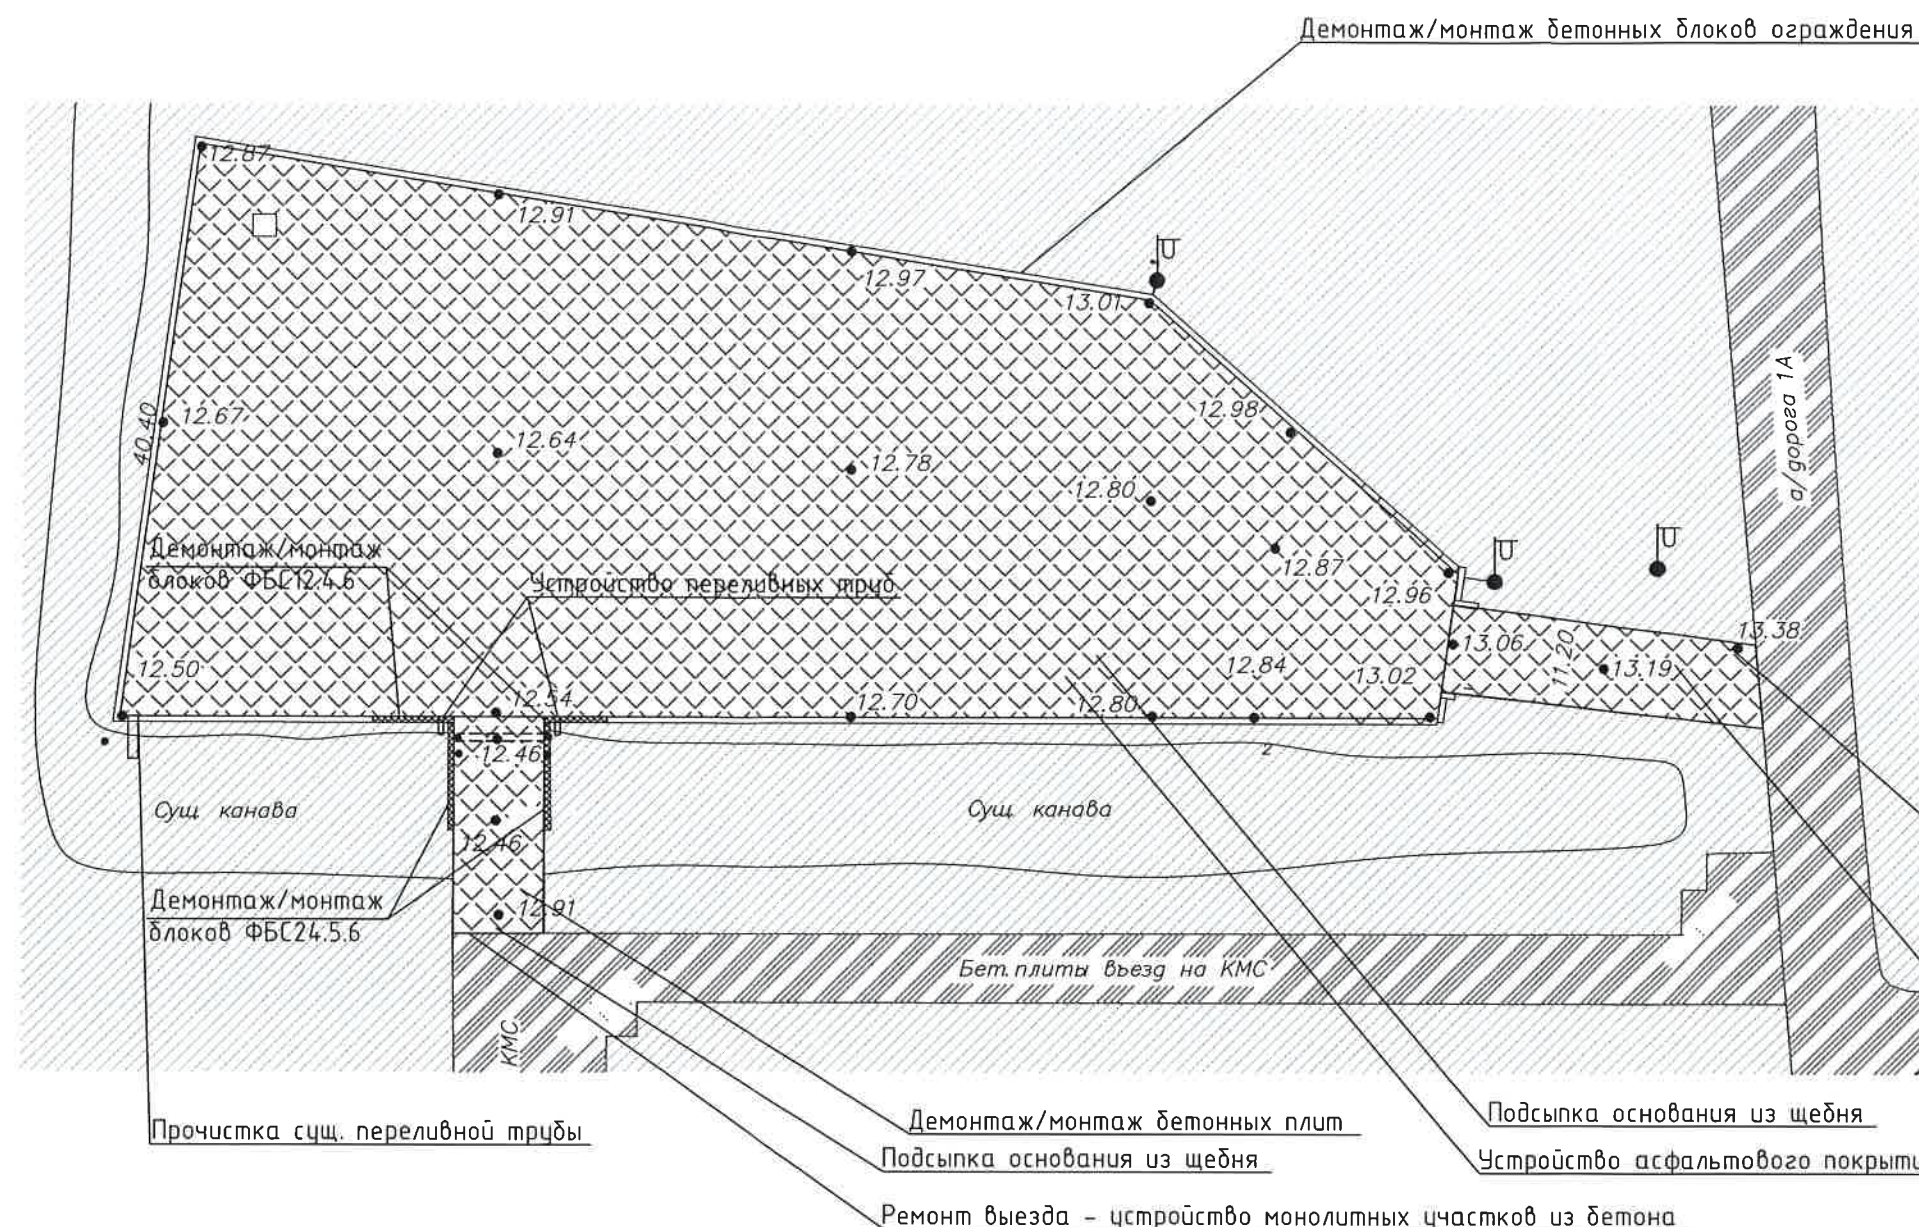 Демонтаж/монтаж бетонных блоков ограждения
12.87
12.91
12.97
13.01
а/дорога 1А
12.67
40.40
12.64
12.98
12.78
12.80
Демонтаж/монтаж
блоков ФБС12.4.6
Устройство переливных труб
12.87
12.96
13.06
11.20
13.19
13.38
12.50
12.54
12.70
12.80
12.84
13.02
12.46
2
Сущ. канава
Сущ. канава
12.46
Демонтаж/монтаж
блоков ФБС24.5.6
12.91
Бет. плиты въезд на КМС
КМС
Прочистка сущ. переливной трубы
Демонтаж/монтаж бетонных плит
Подсыпка основания из щебня
Ремонт выезда - устройство монолитных участков из бетона
Подсыпка основания из щебня
Устройство асфальтового покрыти